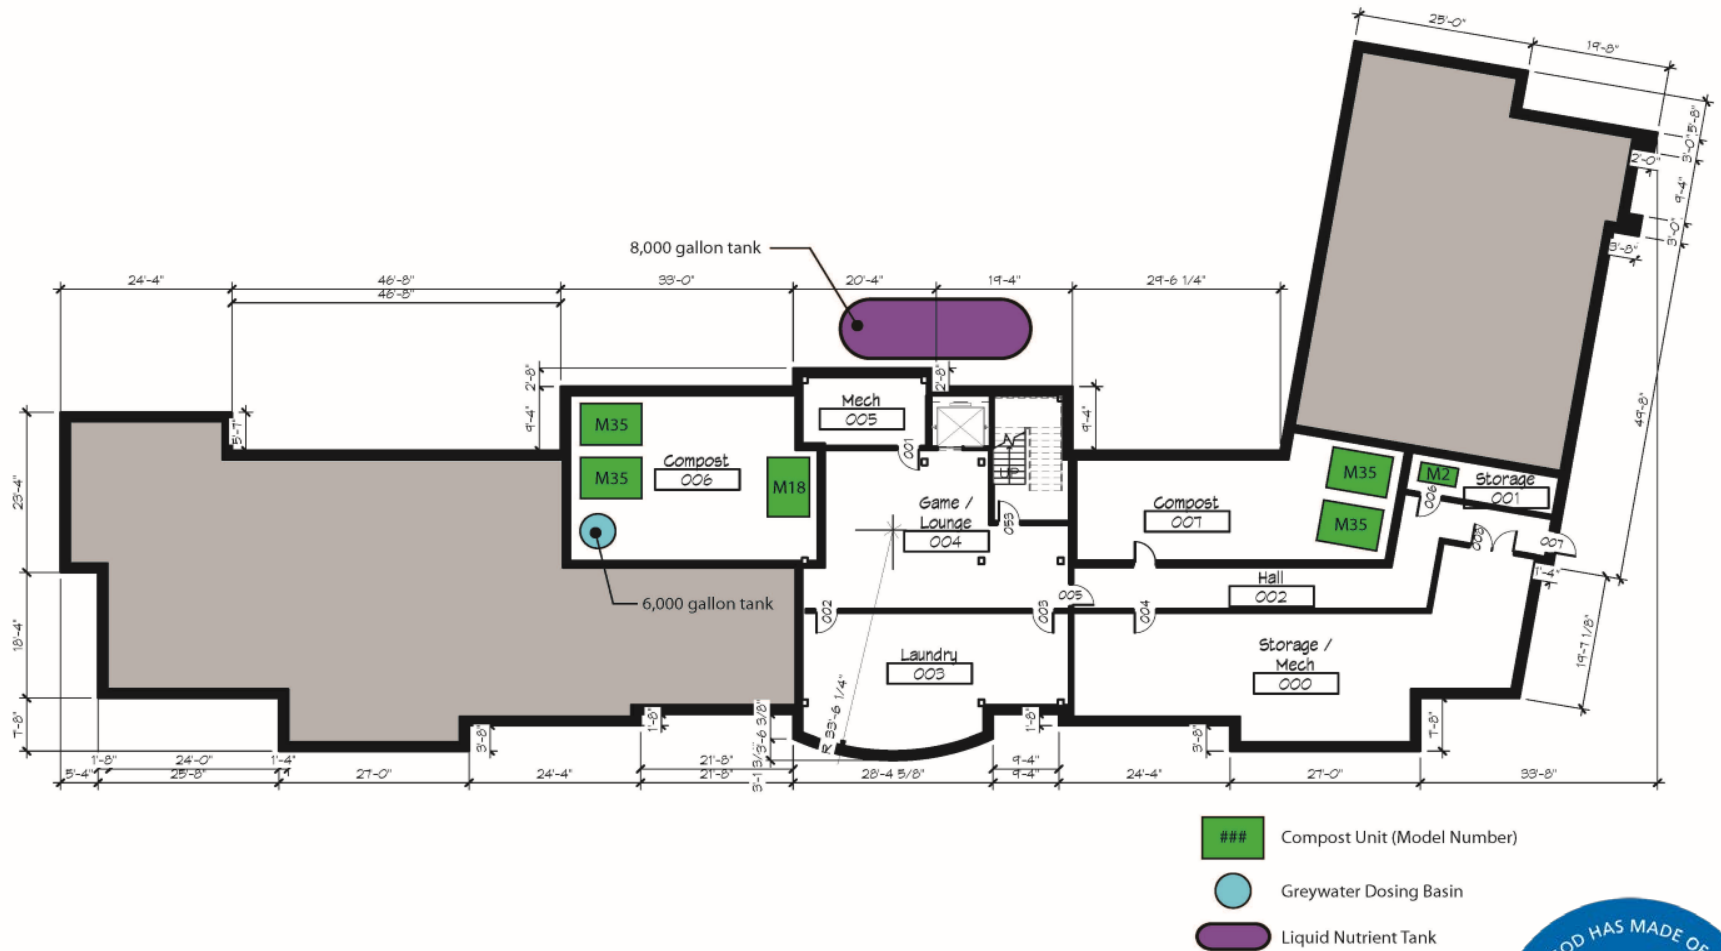 25'-0"
19'-8"
5'-8"
3'-0"
2'-0"
9'-4"
3'-0"
3'-8"
49'-8"
8,000 gallon tank
24'-4"
46'-8"
33'-0"
20'-4"
19'-4"
29'-6 1/4"
46'-8"
2'-8"
2'-8"
9'-4"
9'-4"
5'-7"
23'-4"
18'-4"
7'-8"
Mech
005
001
M35
M35
Compost
006
M18
UP
Game /
Lounge
004
053
Compost
007
M35
M35
M2
006
Storage
001
008
007
1'-4"
19'-7 1/8"
6,000 gallon tank
002
003
005
004
Hall
002
Laundry
003
Storage /
Mech
000
R 33'-6 1/4"
3'-8"
1'-8"
3'-6 3/8"
1'-8"
3'-8"
7'-8"
1'-8"
24'-0"
1'-4"
21'-8"
9'-4"
5'-4"
25'-8"
27'-0"
24'-4"
21'-8"
28'-4 5/8"
9'-4"
24'-4"
27'-0"
33'-8"
###
Compost Unit (Model Number)
Greywater Dosing Basin
Liquid Nutrient Tank
HAS MADE